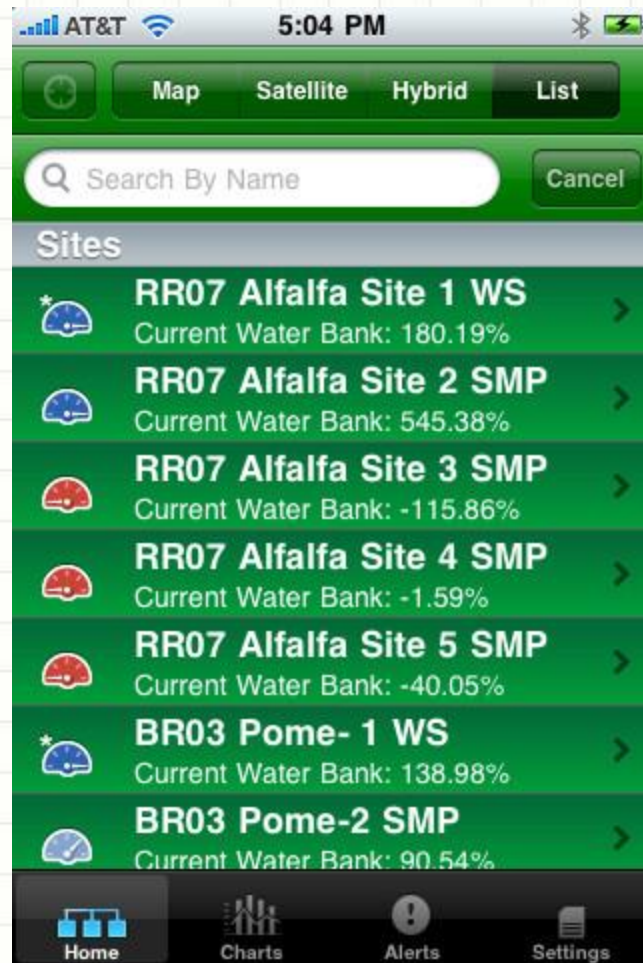 AT&T 5:04 PM
Map Satellite Hybrid List
Search By Name Cancel
Sites
RR07 Alfalfa Site 1 WS
Current Water Bank: 180.19%
RR07 Alfalfa Site 2 SMP
Current Water Bank: 545.38%
RR07 Alfalfa Site 3 SMP
Current Water Bank: -115.86%
RR07 Alfalfa Site 4 SMP
Current Water Bank: -1.59%
RR07 Alfalfa Site 5 SMP
Current Water Bank: -40.05%
BR03 Pome- 1 WS
Current Water Bank: 138.98%
BR03 Pome-2 SMP
Current Water Bank: 90.54%
Home Charts Alerts Settings